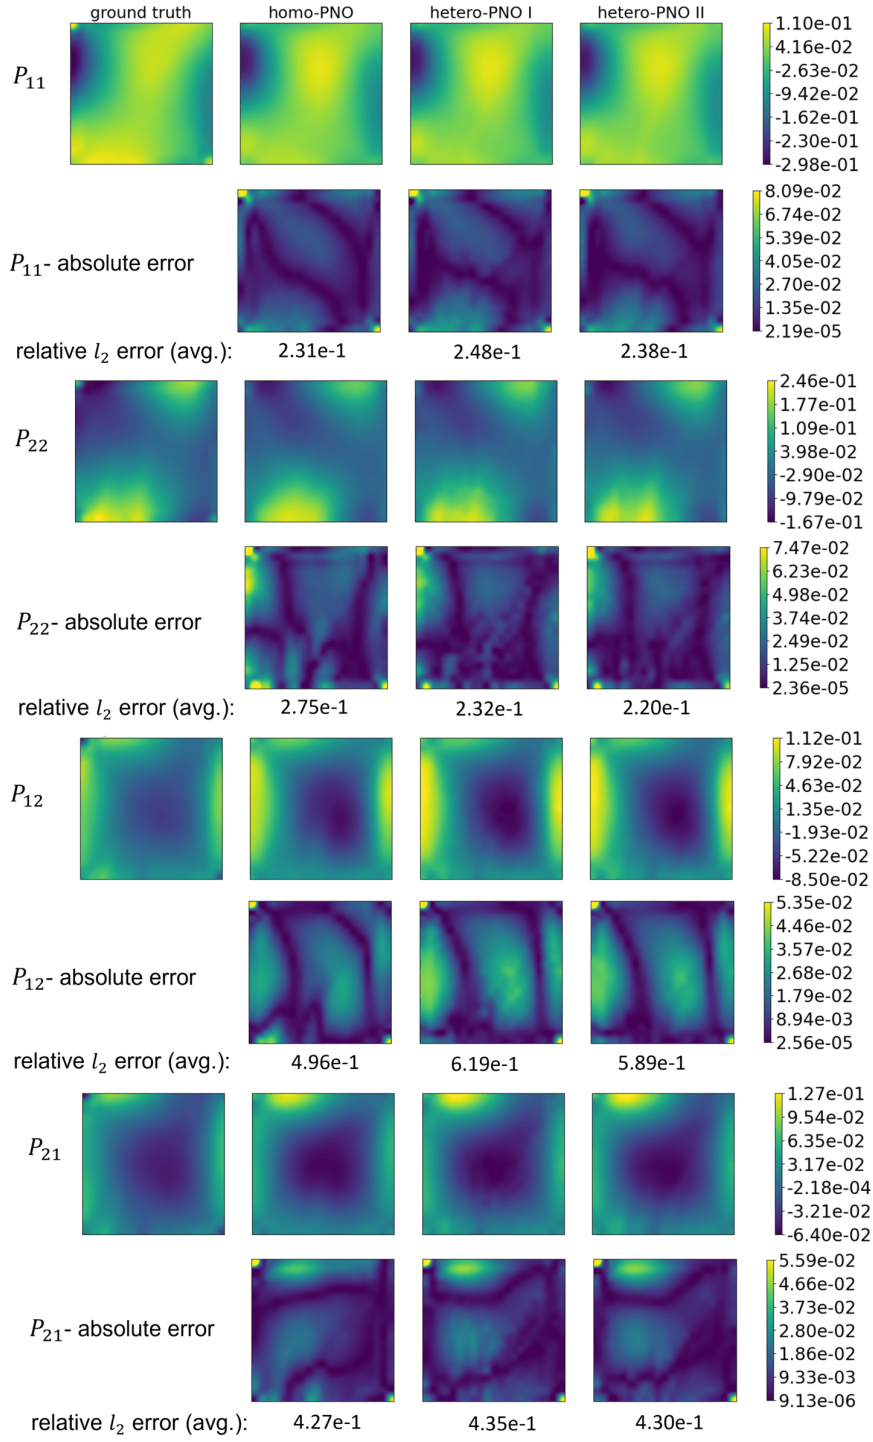 ground truth homo-PNO hetero-PNO I hetero-PNO II
P11
1.10e-01
4.16e-02
-2.63e-02
-9.42e-02
-1.62e-01
-2.30e-01
-2.98e-01
P11- absolute error
8.09e-02
6.74e-02
5.39e-02
4.05e-02
2.70e-02
1.35e-02
2.19e-05
relative l2 error (avg.): 2.31e-1 2.48e-1 2.38e-1
P22
2.46e-01
1.77e-01
1.09e-01
3.98e-02
-2.90e-02
-9.79e-02
-1.67e-01
P22- absolute error
7.47e-02
6.23e-02
4.98e-02
3.74e-02
2.49e-02
1.25e-02
2.36e-05
relative l2 error (avg.): 2.75e-1 2.32e-1 2.20e-1
P12
1.12e-01
7.92e-02
4.63e-02
1.35e-02
-1.93e-02
-5.22e-02
-8.50e-02
P12- absolute error
5.35e-02
4.46e-02
3.57e-02
2.68e-02
1.79e-02
8.94e-03
2.56e-05
relative l2 error (avg.): 4.96e-1 6.19e-1 5.89e-1
P21
1.27e-01
9.54e-02
6.35e-02
3.17e-02
-2.18e-04
-3.21e-02
-6.40e-02
P21- absolute error
5.59e-02
4.66e-02
3.73e-02
2.80e-02
1.86e-02
9.33e-03
9.13e-06
relative l2 error (avg.): 4.27e-1 4.35e-1 4.30e-1